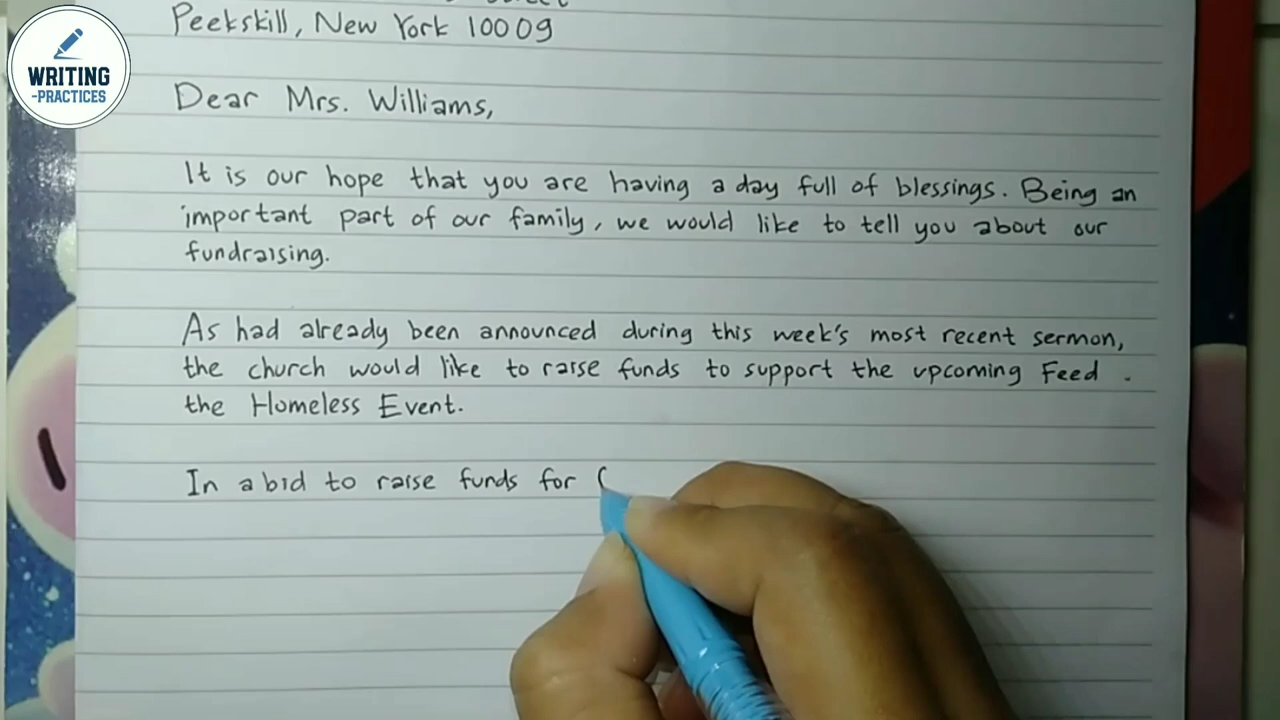 Peekskill, New York 10009
WRITING
-PRACTICES
Dear Mrs. Williams,
It is our hope that you are having a day full of blessings. Being an
important part of our family, we would like to tell you about our
fundraising.
As had already been announced during this week's most recent sermon,
the church would like to raise funds to support the upcoming Feed.
the Homeless Event.
In a bid to raise funds for